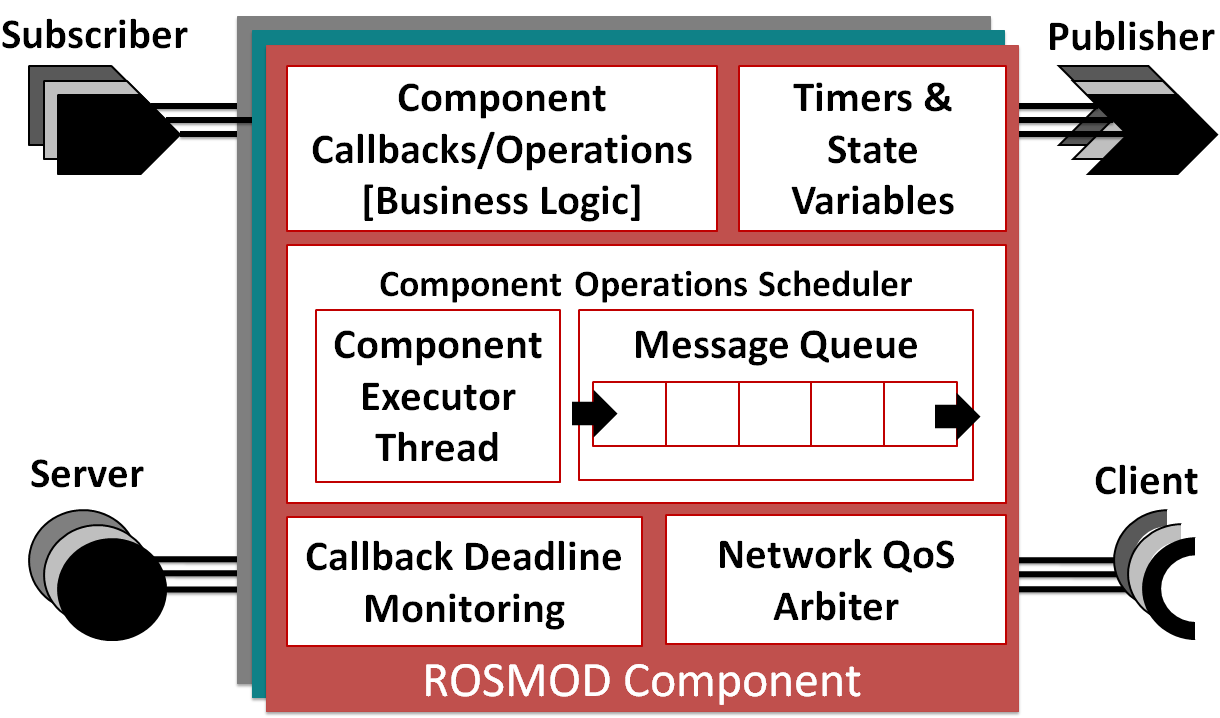 Subscriber
Publisher
Component
Callbacks/Operations
[Business Logic]
Timers &
State
Variables
Component Operations Scheduler
Component
Executor
Thread
Message Queue
Server
Client
Callback Deadline
Monitoring
Network QoS
Arbiter
ROSMOD Component